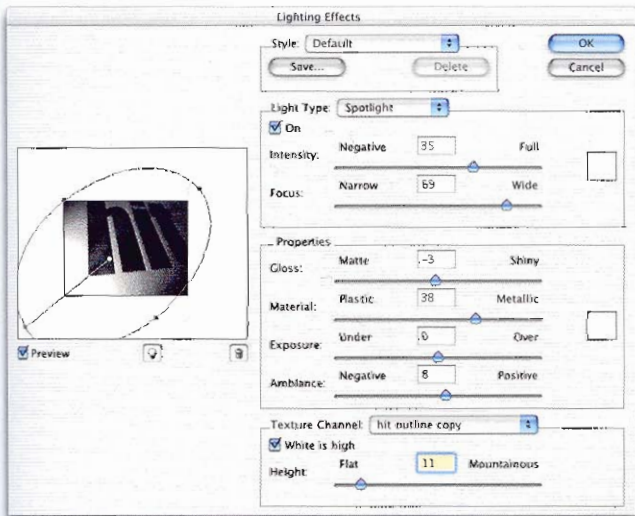 Lighting Effects
Style: Default
OK
Save...
Delete
Cancel
Light Type: Spotlight
On
Intensity: Negative 35 Full
Focus: Narrow 69 Wide
Properties
Gloss: Matte -3 Shiny
Material: Plastic 38 Metallic
Exposure: Under 0 Over
Ambiance: Negative 8 Positive
Preview
Texture Channel: hit outline copy
White is high
Height: Flat 11 Mountainous